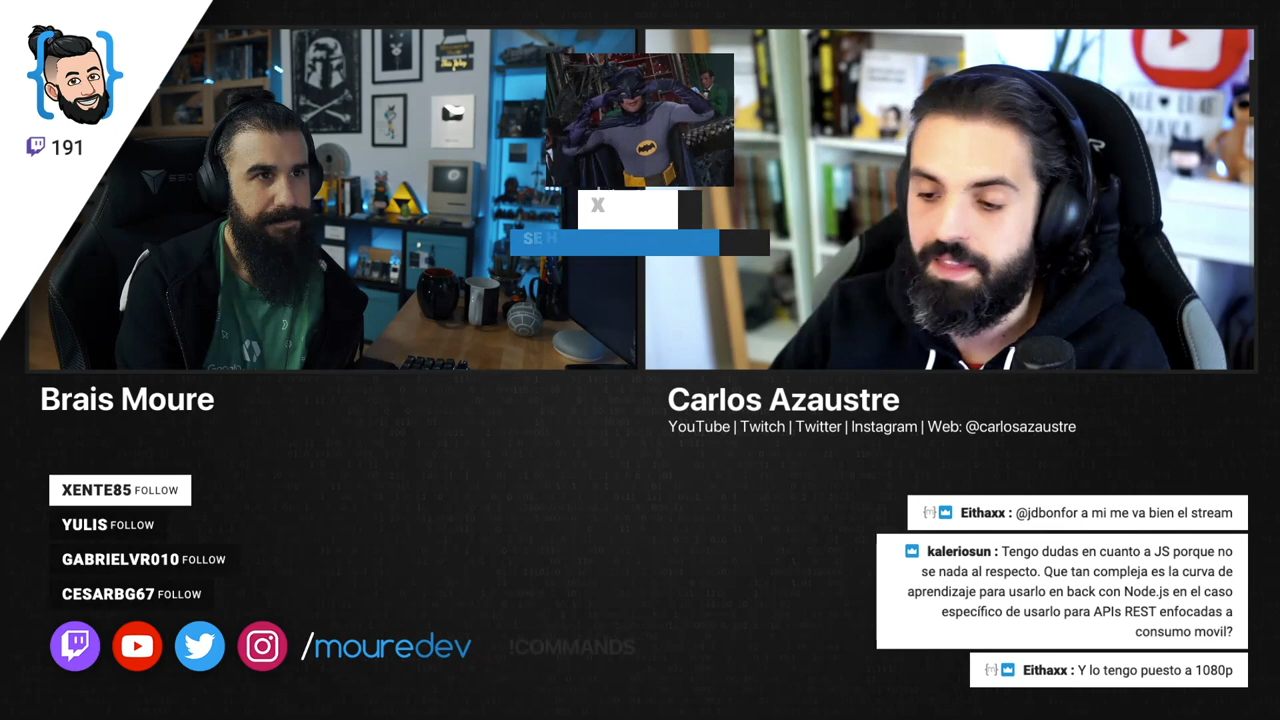 191
X
SE H
Brais Moure
Carlos Azaustre
YouTube | Twitch | Twitter | Instagram | Web: @carlosazaustre
XENTE85 FOLLOW
YULIS FOLLOW
GABRIELVR010 FOLLOW
CESARBG67 FOLLOW
/mouredev
!COMMANDS
Eithaxx : @jdbonfor a mi me va bien el stream
kaleriosun : Tengo dudas en cuanto a JS porque no
se nada al respecto. Que tan compleja es la curva de
aprendizaje para usarlo en back con Node.js en el caso
específico de usarlo para APIs REST enfocadas a
consumo movil?
Eithaxx : Y lo tengo puesto a 1080p